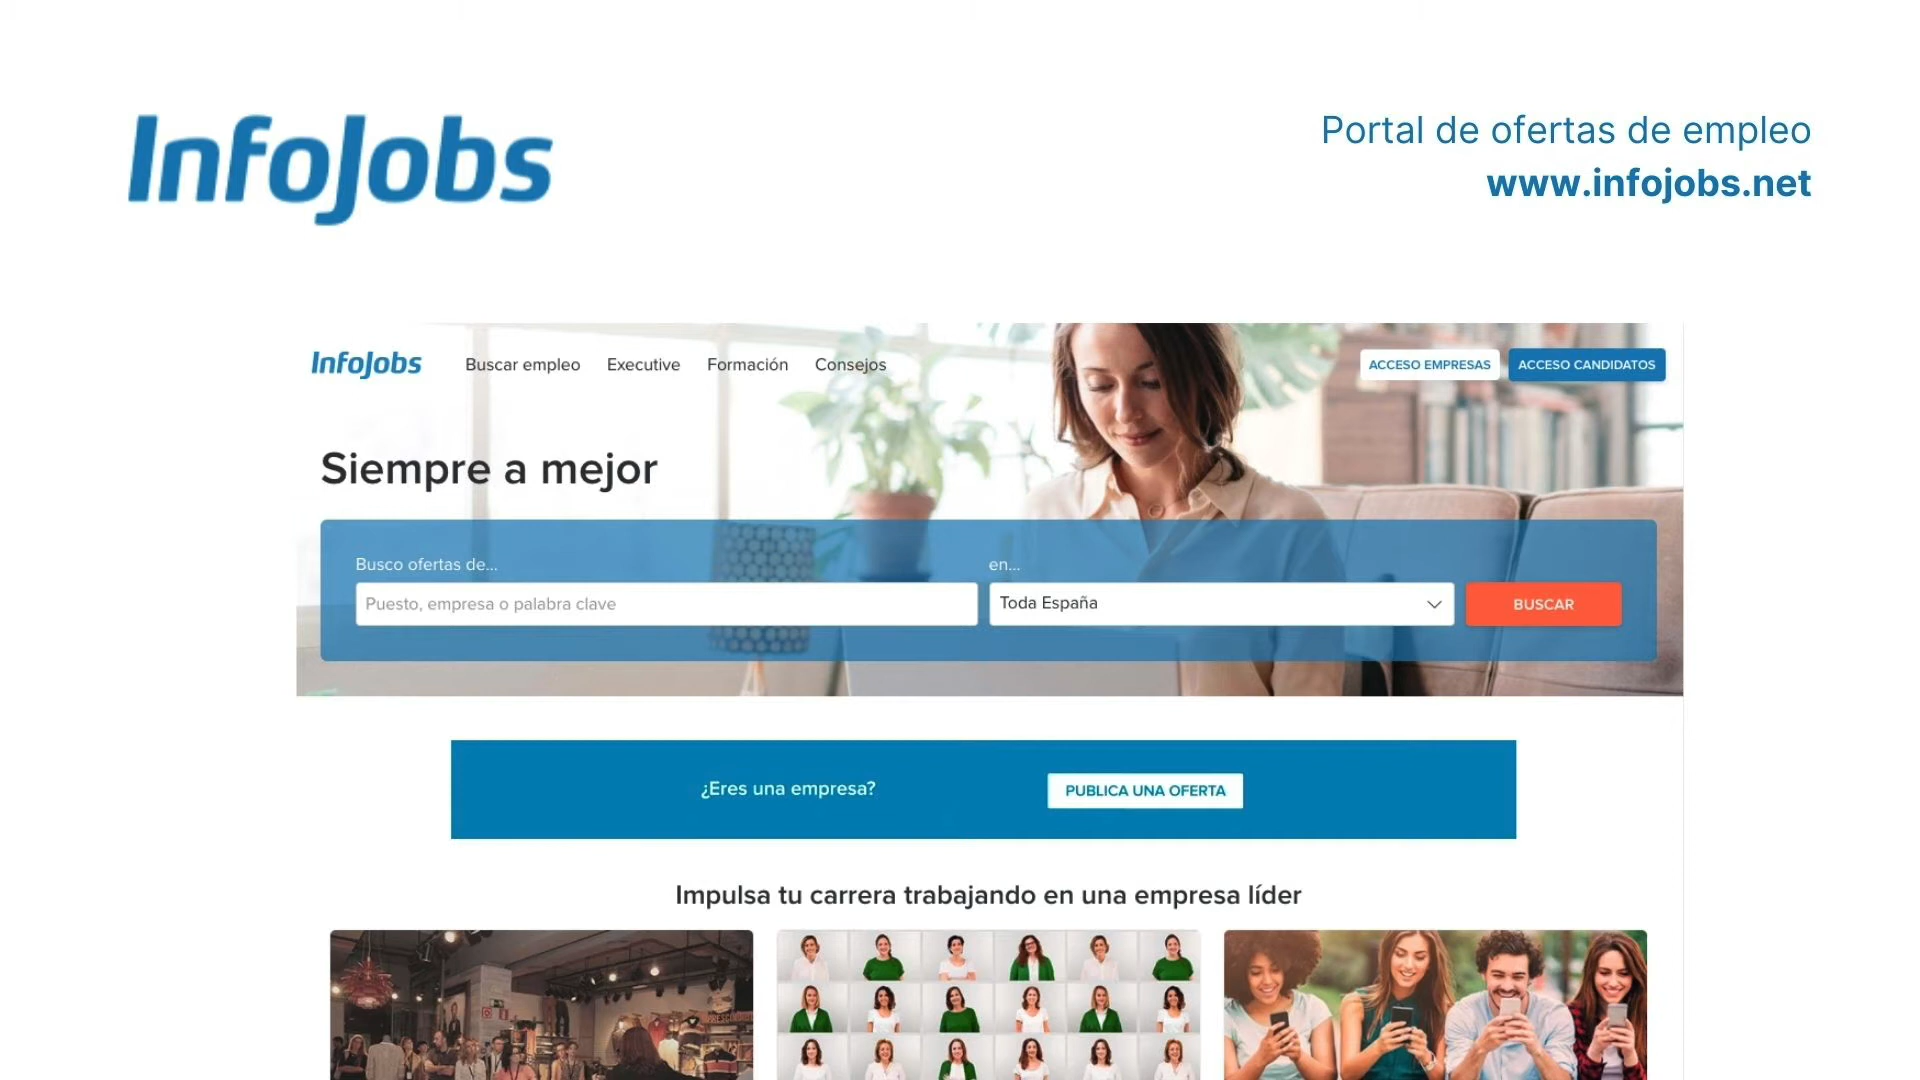 InfoJobs
Portal de ofertas de empleo
www.infojobs.net
InfoJobs Buscar empleo Executive Formación Consejos ACCESO EMPRESAS ACCESO CANDIDATOS
Siempre a mejor
Busco ofertas de... en...
Puesto, empresa o palabra clave Toda España BUSCAR
¿Eres una empresa? PUBLICA UNA OFERTA
Impulsa tu carrera trabajando en una empresa líder